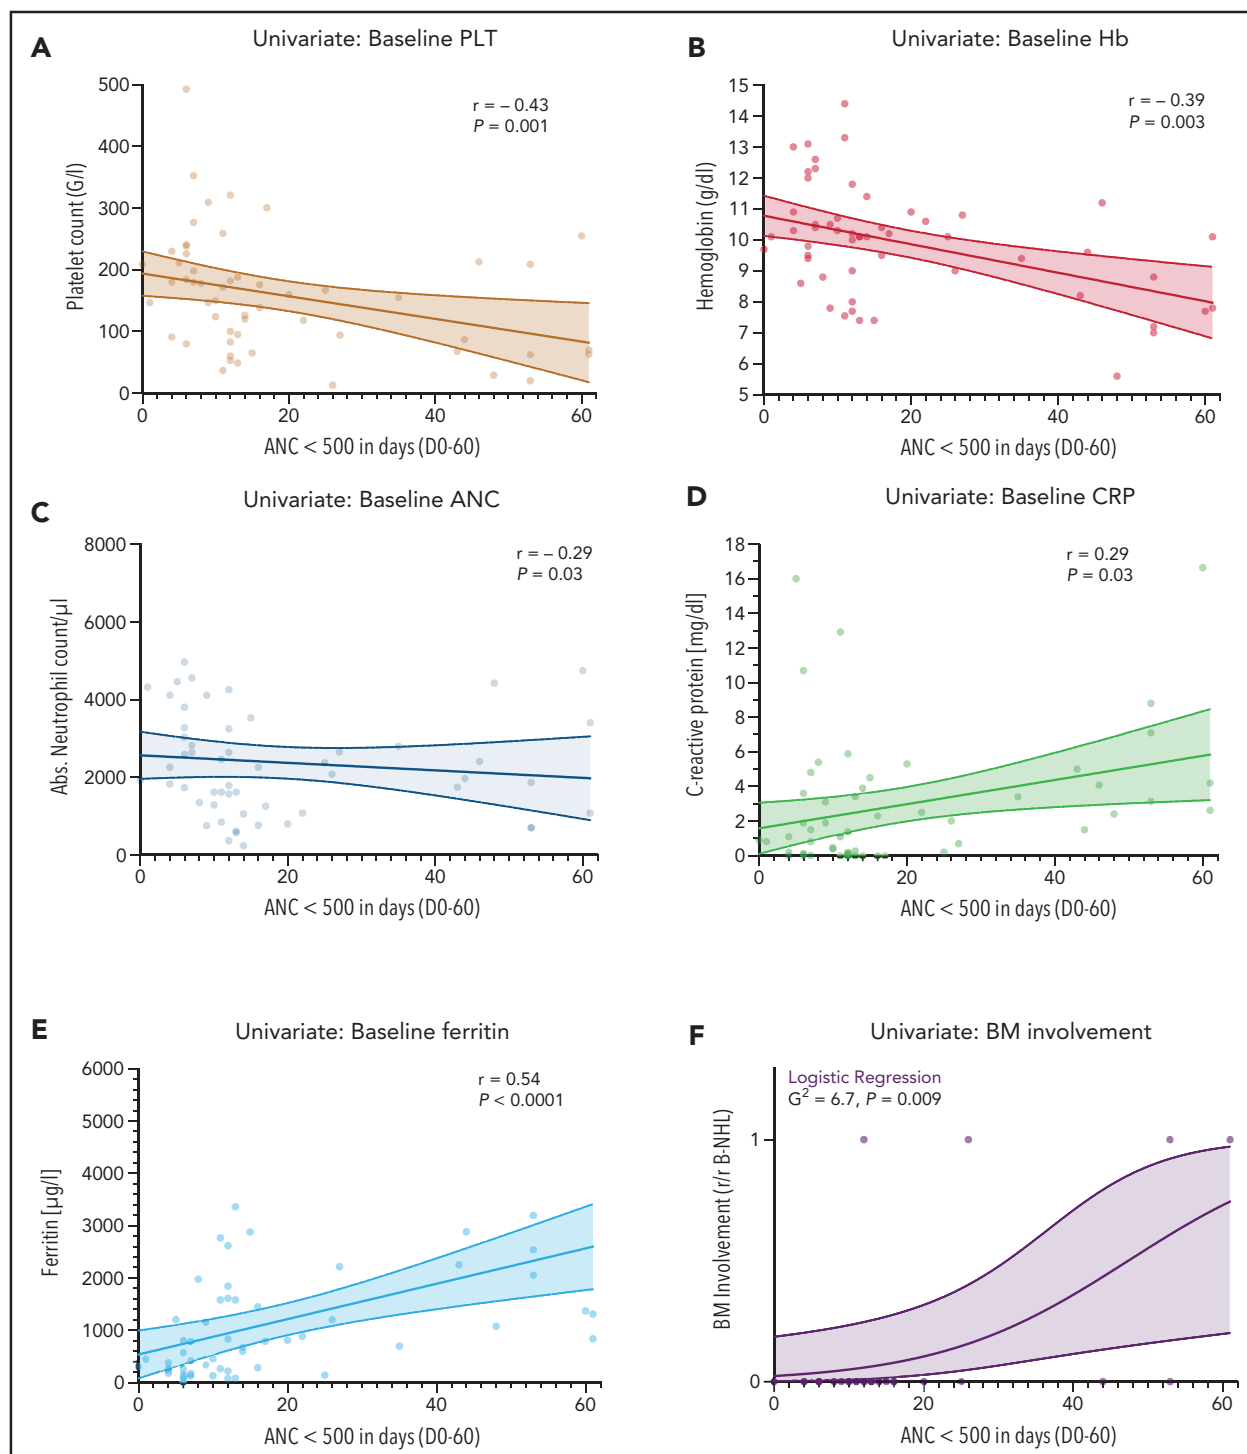 A
Univariate: Baseline PLT
r = – 0.43
P = 0.001
Platelet count (G/l)
500
400
300
200
100
0
0 20 40 60
ANC < 500 in days (D0-60)
B
Univariate: Baseline Hb
r = – 0.39
P = 0.003
Hemoglobin (g/dl)
15
14
13
12
11
10
9
8
7
6
5
0 20 40 60
ANC < 500 in days (D0-60)
C
Univariate: Baseline ANC
r = – 0.29
P = 0.03
Abs. Neutrophil count/µl
8000
6000
4000
2000
0
0 20 40 60
ANC < 500 in days (D0-60)
D
Univariate: Baseline CRP
r = 0.29
P = 0.03
C-reactive protein [mg/dl]
18
16
14
12
10
8
6
4
2
0
0 20 40 60
ANC < 500 in days (D0-60)
E
Univariate: Baseline ferritin
r = 0.54
P < 0.0001
Ferritin [µg/l]
6000
5000
4000
3000
2000
1000
0
0 20 40 60
ANC < 500 in days (D0-60)
F
Univariate: BM involvement
Logistic Regression
G² = 6.7, P = 0.009
BM Involvement (r/r B-NHL)
1
0
0 20 40 60
ANC < 500 in days (D0-60)